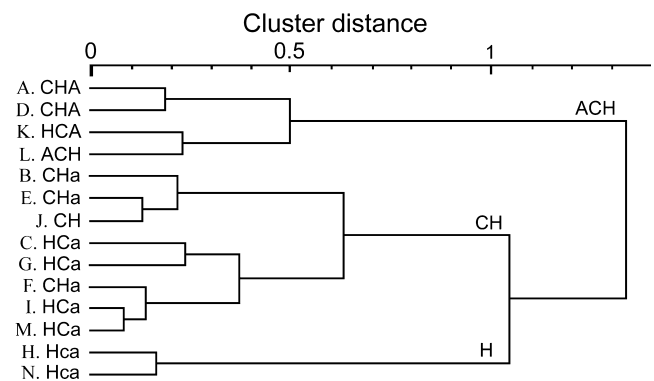 Cluster distance
0 0.5 1
A. CHA
ACH
D. CHA
K. HCA
L. ACH
B. CHa
E. CHa
J. CH
CH
C. HCa
G. HCa
F. CHa
I. HCa
M. HCa
H. Hca
H
N. Hca